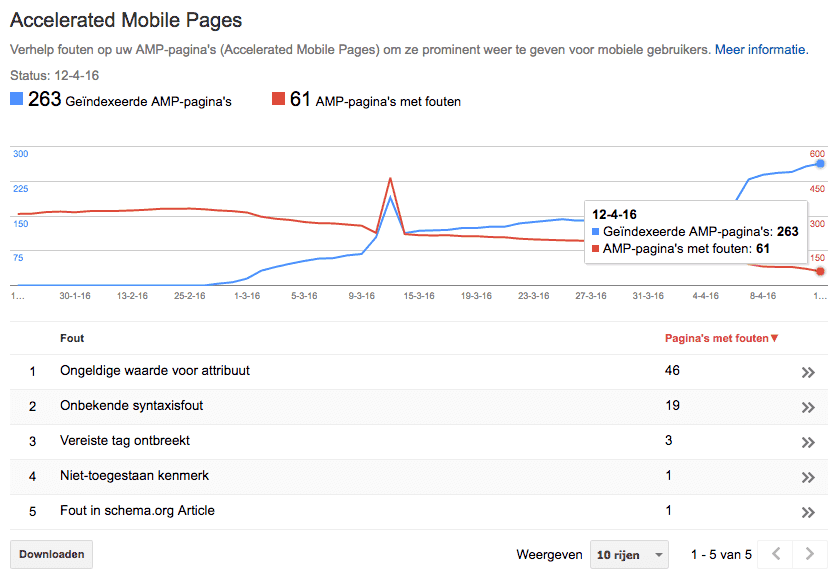 Accelerated Mobile Pages
Verhelp fouten op uw AMP-pagina's (Accelerated Mobile Pages) om ze prominent weer te geven voor mobiele gebruikers. Meer informatie.
Status: 12-4-16
263 Geïndexeerde AMP-pagina's 61 AMP-pagina's met fouten
300 600
225 450
150 300
75 150
12-4-16
Geïndexeerde AMP-pagina's: 263
AMP-pagina's met fouten: 61
1... 30-1-16 13-2-16 25-2-16 1-3-16 5-3-16 9-3-16 15-3-16 19-3-16 23-3-16 27-3-16 31-3-16 4-4-16 8-4-16 1...
Fout Pagina's met fouten▼
1 Ongeldige waarde voor attribuut 46
2 Onbekende syntaxisfout 19
3 Vereiste tag ontbreekt 3
4 Niet-toegestaan kenmerk 1
5 Fout in schema.org Article 1
Downloaden Weergeven 10 rijen 1 - 5 van 5